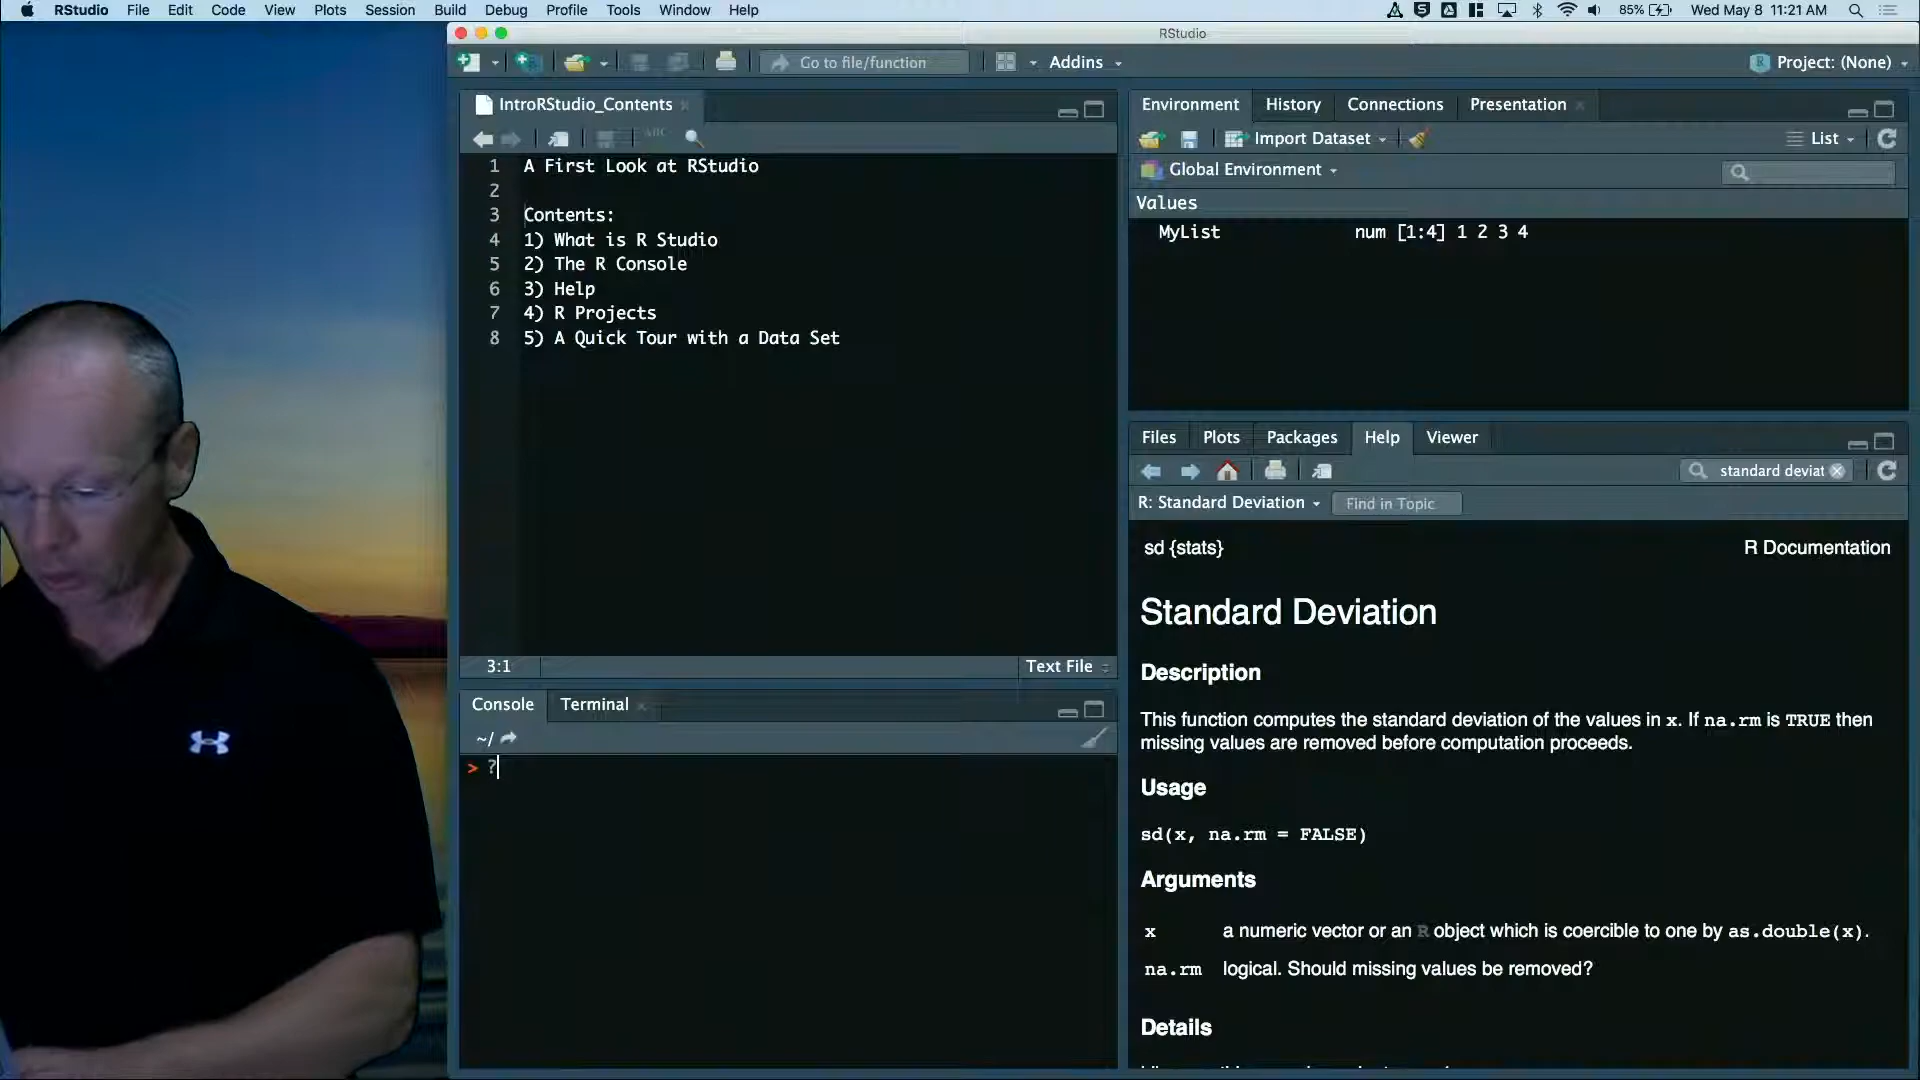 RStudio File Edit Code View Plots Session Build Debug Profile Tools Window Help 85% Wed May 8 11:21 AM
RStudio
Go to file/function Addins Project: (None)
IntroRStudio_Contents
ABC
1 A First Look at RStudio
2
3 Contents:
4 1) What is R Studio
5 2) The R Console
6 3) Help
7 4) R Projects
8 5) A Quick Tour with a Data Set
3:1 Text File
Console Terminal
~/
> ?
Environment History Connections Presentation
Import Dataset List
Global Environment
Values
MyList num [1:4] 1 2 3 4
Files Plots Packages Help Viewer
standard deviat
R: Standard Deviation Find in Topic
sd {stats} R Documentation
Standard Deviation
Description
This function computes the standard deviation of the values in x. If na.rm is TRUE then
missing values are removed before computation proceeds.
Usage
sd(x, na.rm = FALSE)
Arguments
x a numeric vector or an R object which is coercible to one by as.double(x).
na.rm logical. Should missing values be removed?
Details